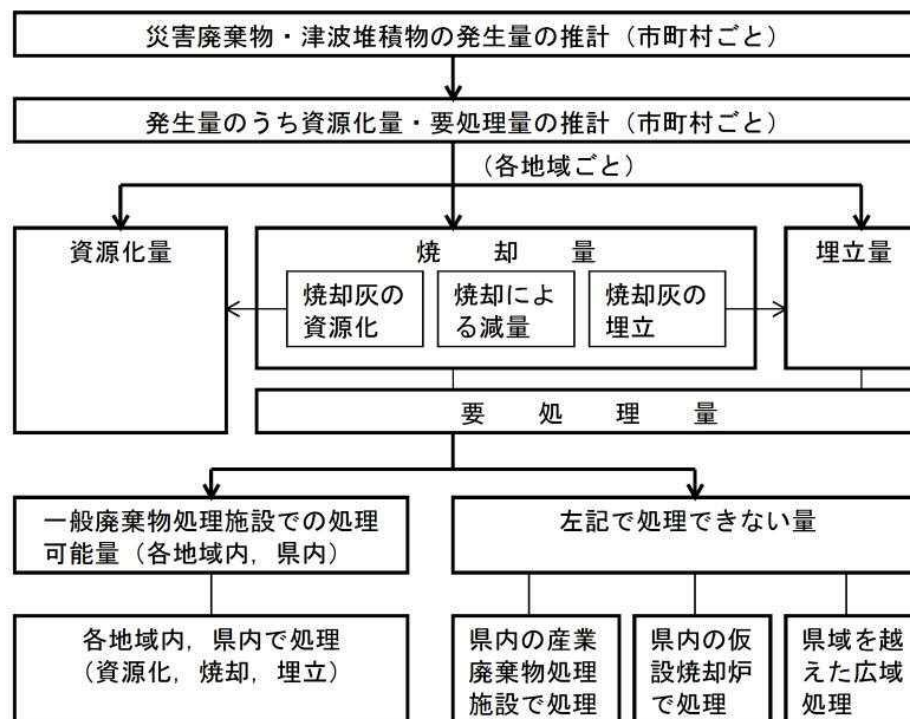 災害廃棄物・津波堆積物の発生量の推計（市町村ごと）
発生量のうち資源化量・要処理量の推計（市町村ごと）
（各地域ごと）
資源化量
焼却量
焼却灰の
資源化
焼却によ
る減量
焼却灰の
埋立
埋立量
要処理量
一般廃棄物処理施設での処理
可能量（各地域内，県内）
左記で処理できない量
各地域内，県内で処理
（資源化，焼却，埋立）
県内の産業
廃棄物処理
施設で処理
県内の仮
設焼却炉
で処理
県域を越
えた広域
処理